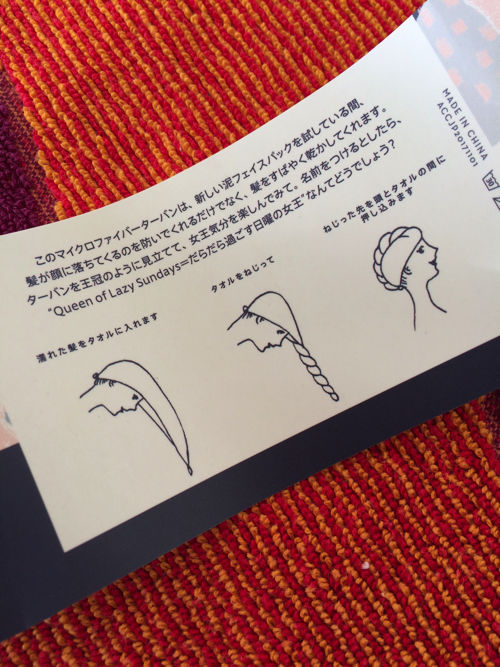 このマイクロファイバーターバンは、新しい泥フェイスパックを試している間、
髪が顔に落ちてくるのを防いでくれるだけでなく、髪をすばやく乾かしてくれます。
ターバンを王冠のように見立てて、女王気分を楽しんでみて。名前をつけるとしたら、
"Queen of Lazy Sundays=だらだら過ごす日曜の女王"なんてどうでしょう?
濡れた髪をタオルに入れます
タオルをねじって
ねじった先を頭とタオルの間に
押し込みます
MADE IN CHINA
ACCJP20171101